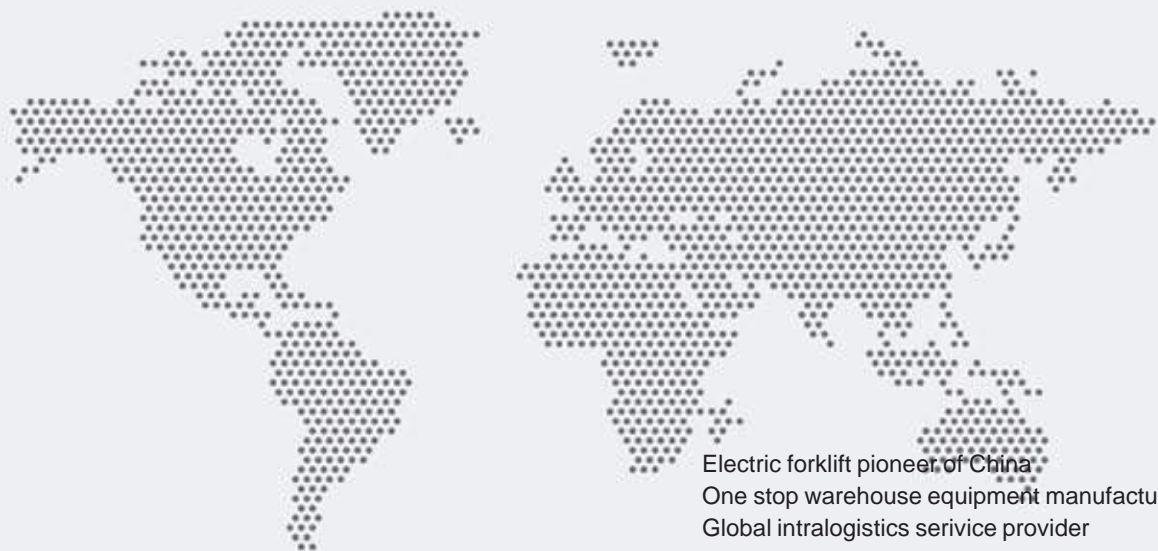 Electric forklift pioneer of China
One stop warehouse equipment manufactu
Global intralogistics serivice provider